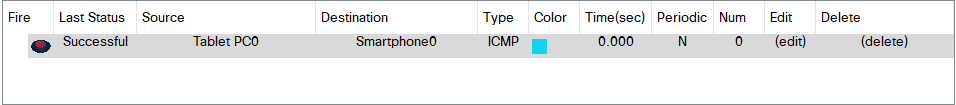 Fire Last Status Source Destination Type Color Time(sec) Periodic Num Edit Delete
Successful Tablet PC0 Smartphone0 ICMP 0.000 N 0 (edit) (delete)